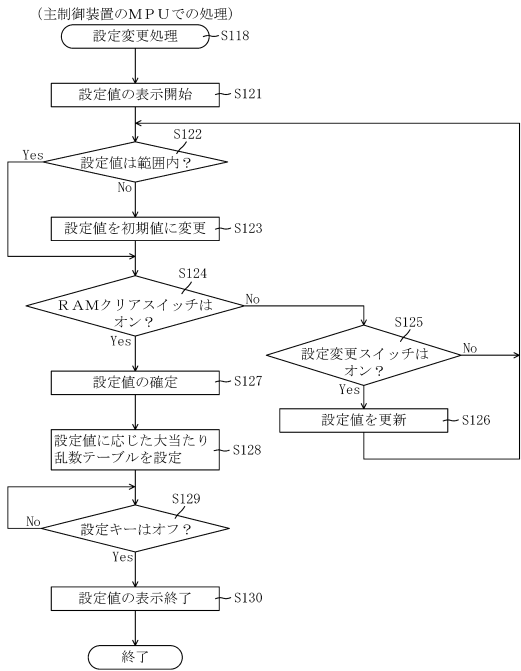 （主制御装置のＭＰＵでの処理）
設定変更処理
S118
設定値の表示開始
S121
S122
Yes
設定値は範囲内？
No
設定値を初期値に変更
S123
S124
ＲＡＭクリアスイッチは
オン？
No
Yes
S125
設定変更スイッチは
オン？
No
Yes
設定値の確定
S127
設定値を更新
S126
設定値に応じた大当たり
乱数テーブルを設定
S128
S129
設定キーはオフ？
No
Yes
設定値の表示終了
S130
終了